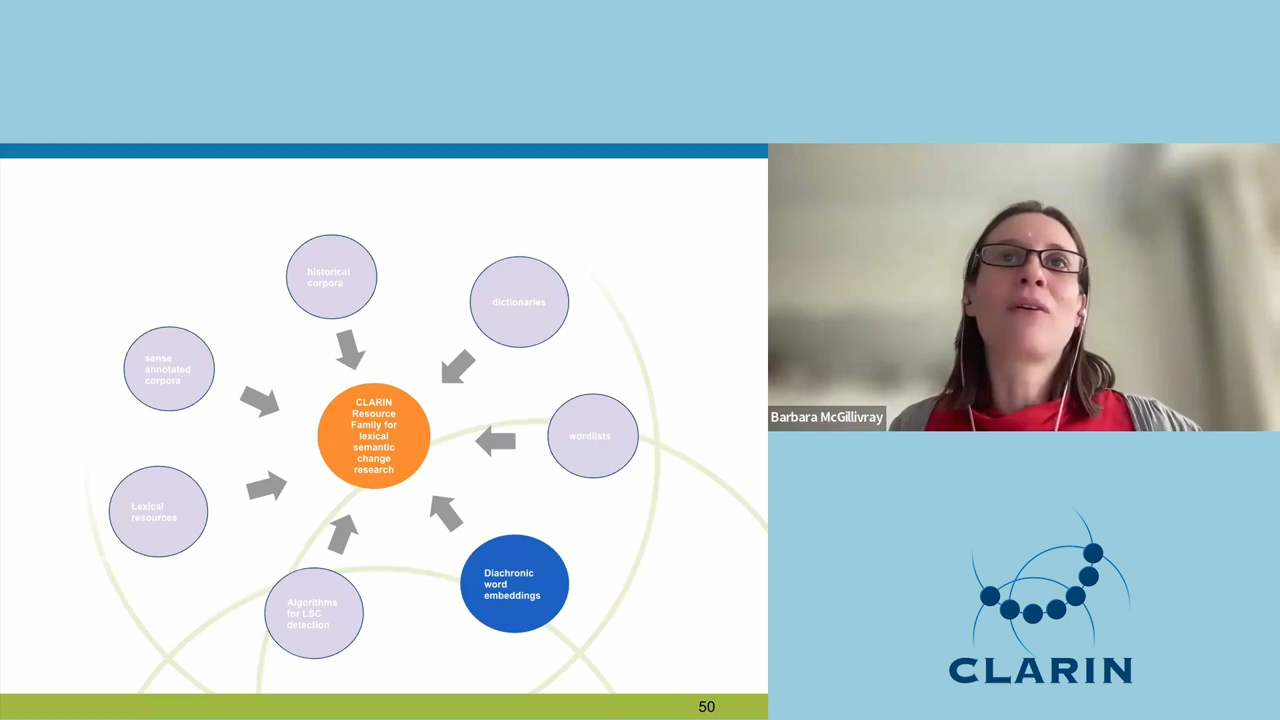 historical
corpora
dictionaries
sense
annotated
corpora
CLARIN
Resource
Family for
lexical
semantic
change
research
wordlists
Lexical
resources
Diachronic
word
embeddings
Algorithms
for LSC
detection
50
Barbara McGillivray
CLARIN